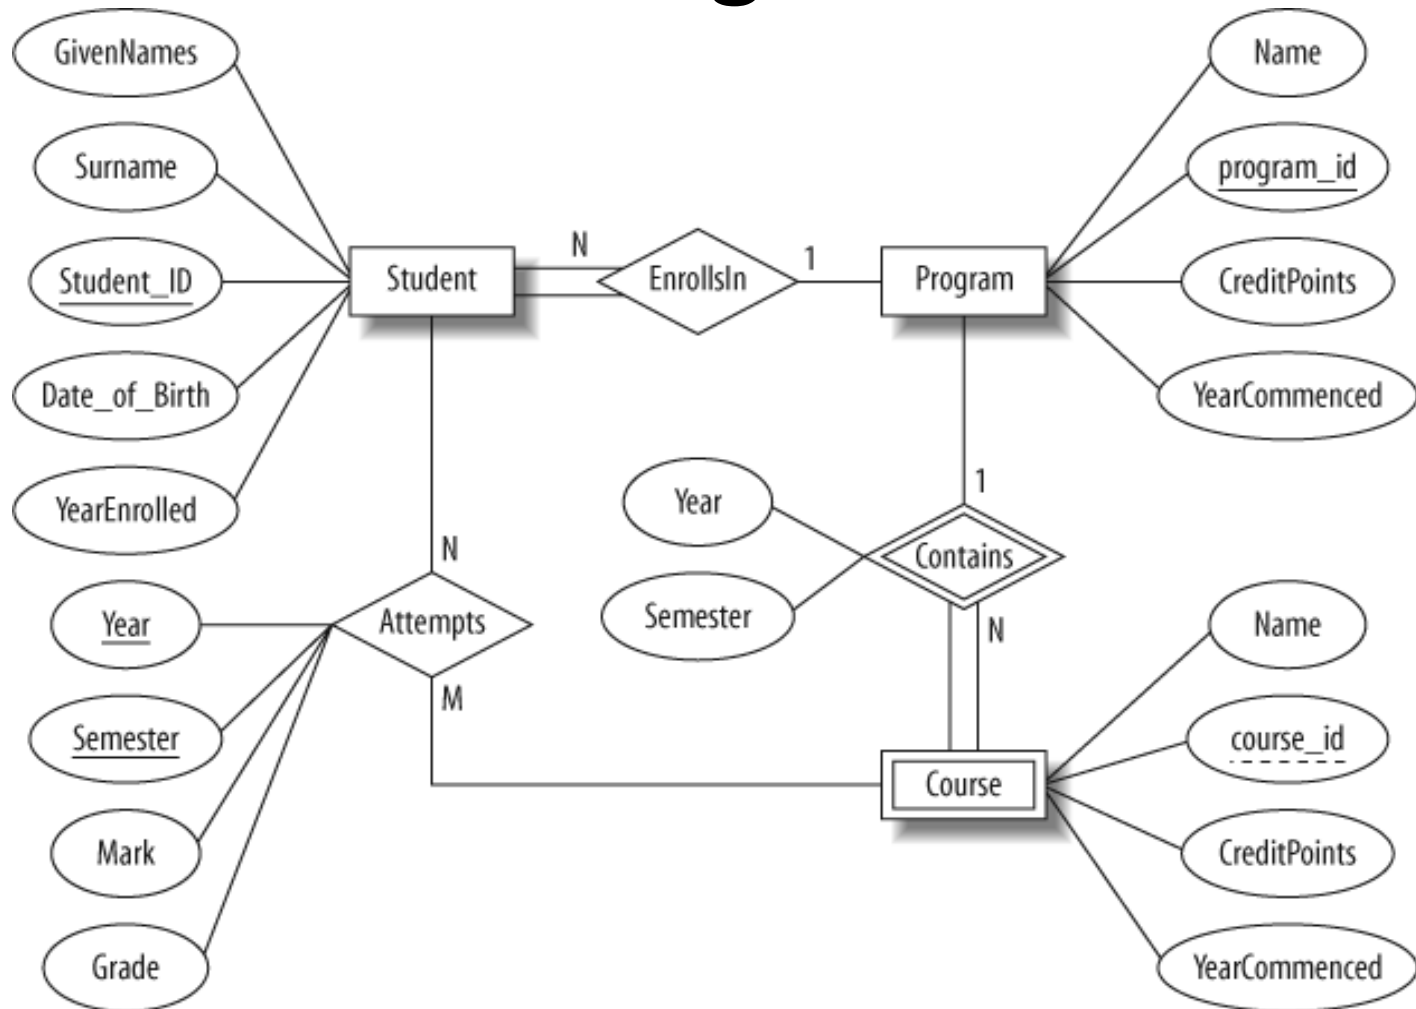 GivenNames
Name
Surname
program_id
N
1
Student
EnrollsIn
Program
Student_ID
CreditPoints
Date_of_Birth
YearCommenced
1
Year
YearEnrolled
N
Contains
Semester
Year
Attempts
N
Name
M
Semester
course_id
Course
Mark
CreditPoints
Grade
YearCommenced